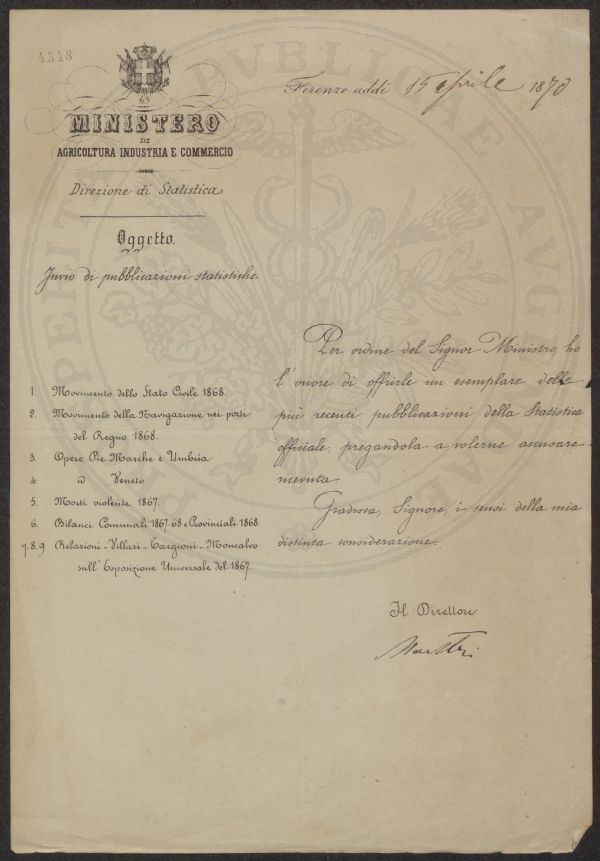 4548
Firenze addì 15 Aprile 1870
MINISTERO
DI
AGRICOLTURA INDUSTRIA E COMMERCIO
Direzione di Statistica
Oggetto.
Invio di pubblicazioni statistiche
1. Movimento dello Stato Civile 1868.
2. Movimento della Navigazione nei porti
del Regno 1868.
3. Opere Pie Marche e Umbria
4. id Veneto
5. Morti violente 1867.
6. Bilanci Comunali 1867-68 e Provinciali 1868.
7.8.9 Relazioni - Villari - Targioni - Moncalvo
sull'Esposizione Universale del 1867.
Per ordine del Signor Ministro, ho
l'onore di offrirle un esemplare delle
più recenti pubblicazioni della Statistica
officiale, pregandola a volerne accusare
ricevuta.
Gradisca, Signore, i sensi della mia
distinta considerazione.
Il Direttore
PUBLICAE
AUG